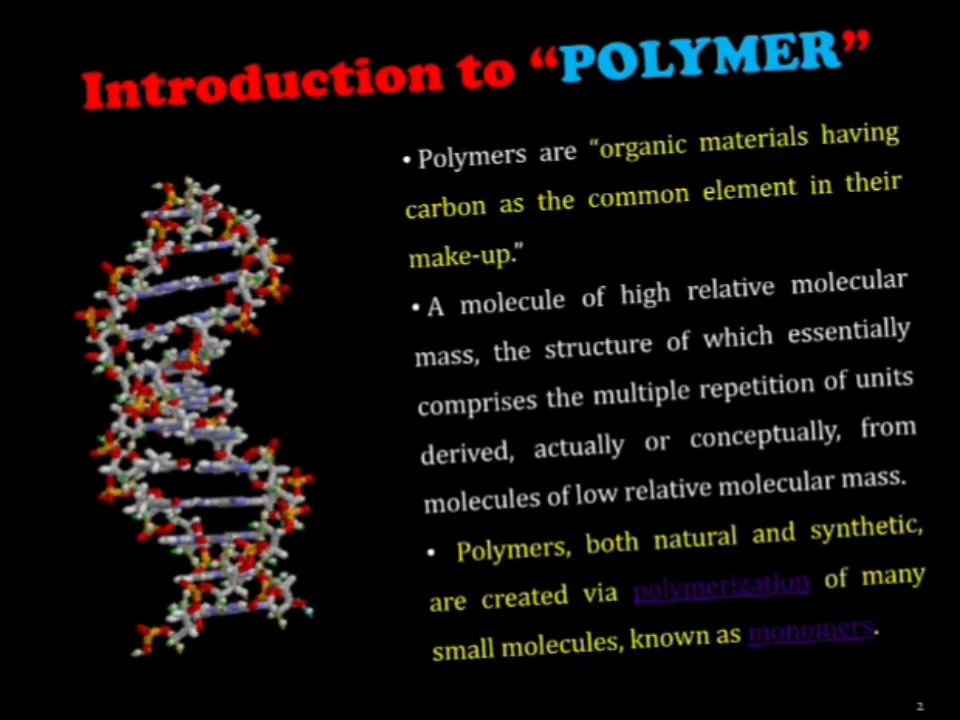 Introduction to “POLYMER”
• Polymers are “organic materials having
carbon as the common element in their
make-up.”
• A molecule of high relative molecular
mass, the structure of which essentially
comprises the multiple repetition of units
derived, actually or conceptually, from
molecules of low relative molecular mass.
• Polymers, both natural and synthetic,
are created via polymerization of many
small molecules, known as monomers.
2